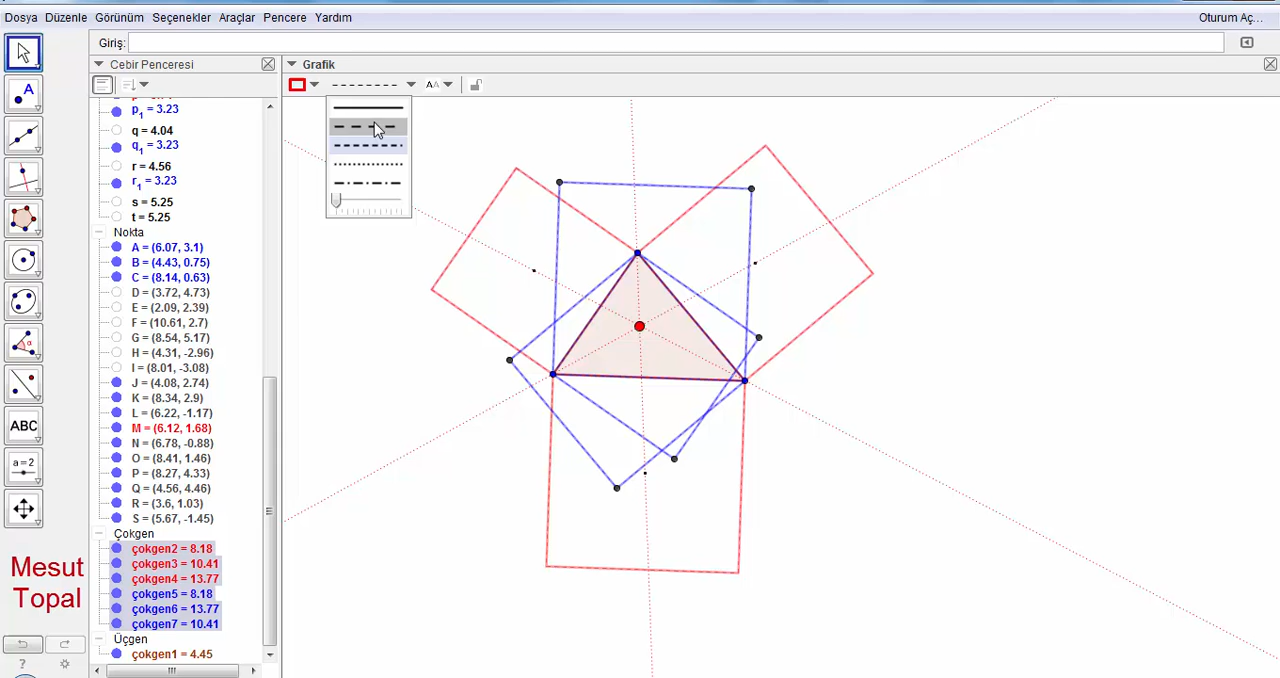 Dosya Düzenle Görünüm Seçenekler Araçlar Pencere Yardım Oturum Aç...
Giriş:
Cebir Penceresi
Grafik
AA
p₁ = 3.23
q = 4.04
q₁ = 3.23
r = 4.56
r₁ = 3.23
s = 5.25
t = 5.25
Nokta
A = (6.07, 3.1)
B = (4.43, 0.75)
C = (8.14, 0.63)
D = (3.72, 4.73)
E = (2.09, 2.39)
F = (10.61, 2.7)
G = (8.54, 5.17)
H = (4.31, -2.96)
I = (8.01, -3.08)
J = (4.08, 2.74)
K = (8.34, 2.9)
L = (6.22, -1.17)
M = (6.12, 1.68)
N = (6.78, -0.88)
O = (8.41, 1.46)
P = (8.27, 4.33)
Q = (4.56, 4.46)
R = (3.6, 1.03)
S = (5.67, -1.45)
Çokgen
çokgen2 = 8.18
çokgen3 = 10.41
çokgen4 = 13.77
çokgen5 = 8.18
çokgen6 = 13.77
çokgen7 = 10.41
Üçgen
çokgen1 = 4.45
A
α
ABC
a=2
Mesut
Topal
?